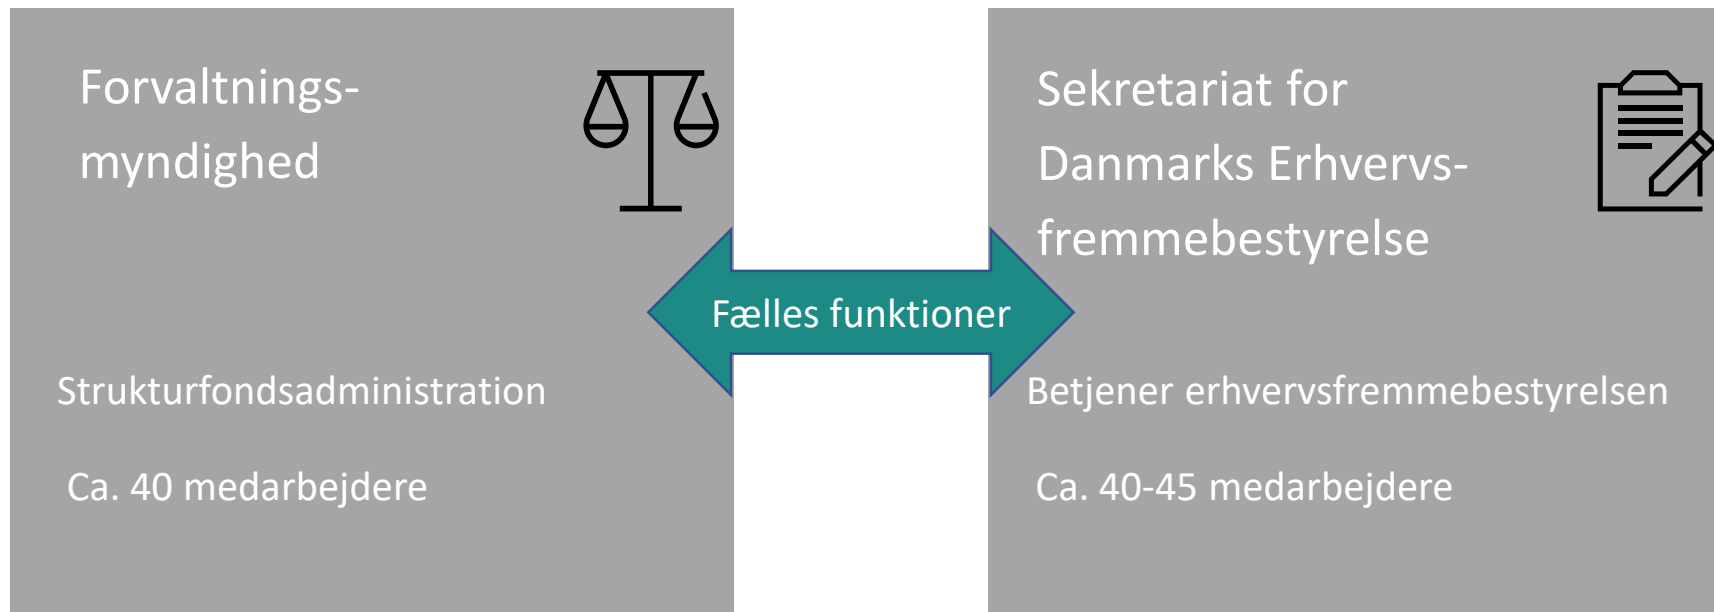 Forvaltnings-
myndighed
Strukturfondsadministration
Ca. 40 medarbejdere
Fælles funktioner
Sekretariat for
Danmarks Erhvervs-
fremmebestyrelse
Betjener erhvervsfremmebestyrelsen
Ca. 40-45 medarbejdere